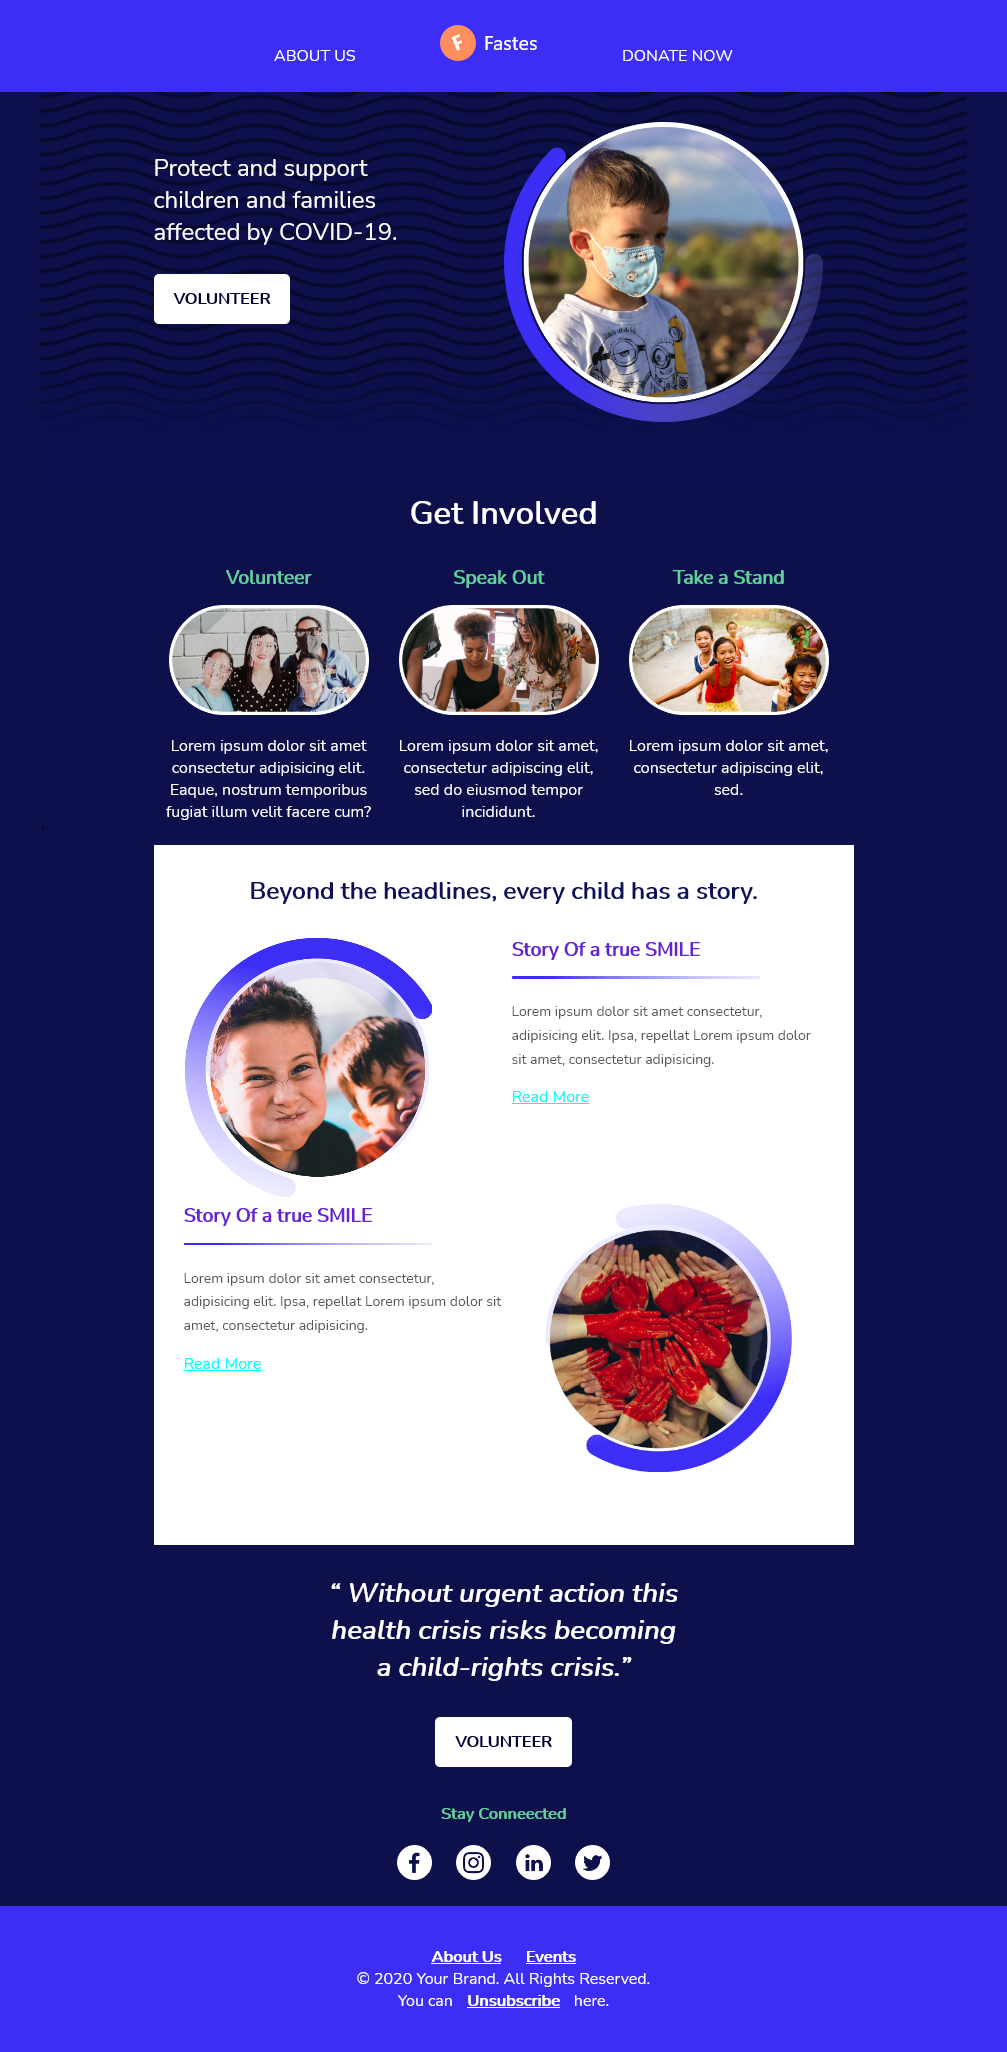 ABOUT US
F Fastes
DONATE NOW
Protect and support
children and families
affected by COVID-19.
VOLUNTEER
Get Involved
Volunteer
Lorem ipsum dolor sit amet
consectetur adipisicing elit.
Eaque, nostrum temporibus
fugiat illum velit facere cum?
Speak Out
Lorem ipsum dolor sit amet,
consectetur adipiscing elit,
sed do eiusmod tempor
incididunt.
Take a Stand
Lorem ipsum dolor sit amet,
consectetur adipiscing elit,
sed.
Beyond the headlines, every child has a story.
Story Of a true SMILE
Lorem ipsum dolor sit amet consectetur,
adipisicing elit. Ipsa, repellat Lorem ipsum dolor
sit amet, consectetur adipisicing.
Read More
Story Of a true SMILE
Lorem ipsum dolor sit amet consectetur,
adipisicing elit. Ipsa, repellat Lorem ipsum dolor sit
amet, consectetur adipisicing.
Read More
“ Without urgent action this
health crisis risks becoming
a child-rights crisis.”
VOLUNTEER
Stay Conneected
About Us Events
© 2020 Your Brand. All Rights Reserved.
You can Unsubscribe here.